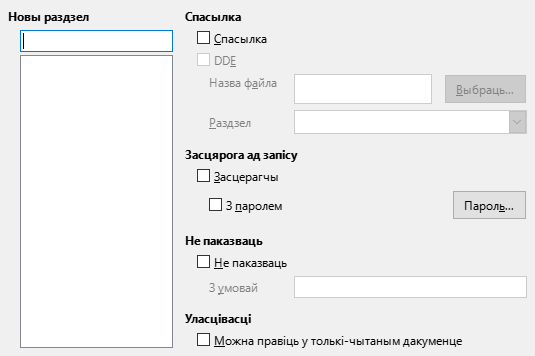 Новы раздзел
Спасылка
Спасылка
DDE
Назва файла
Выбраць...
Раздзел
Засцярога ад запісу
Засцерагчы
З паролем
Пароль...
Не паказваць
Не паказваць
З умовай
Уласцівасці
Можна правіць у толькі-чытаным дакуменце